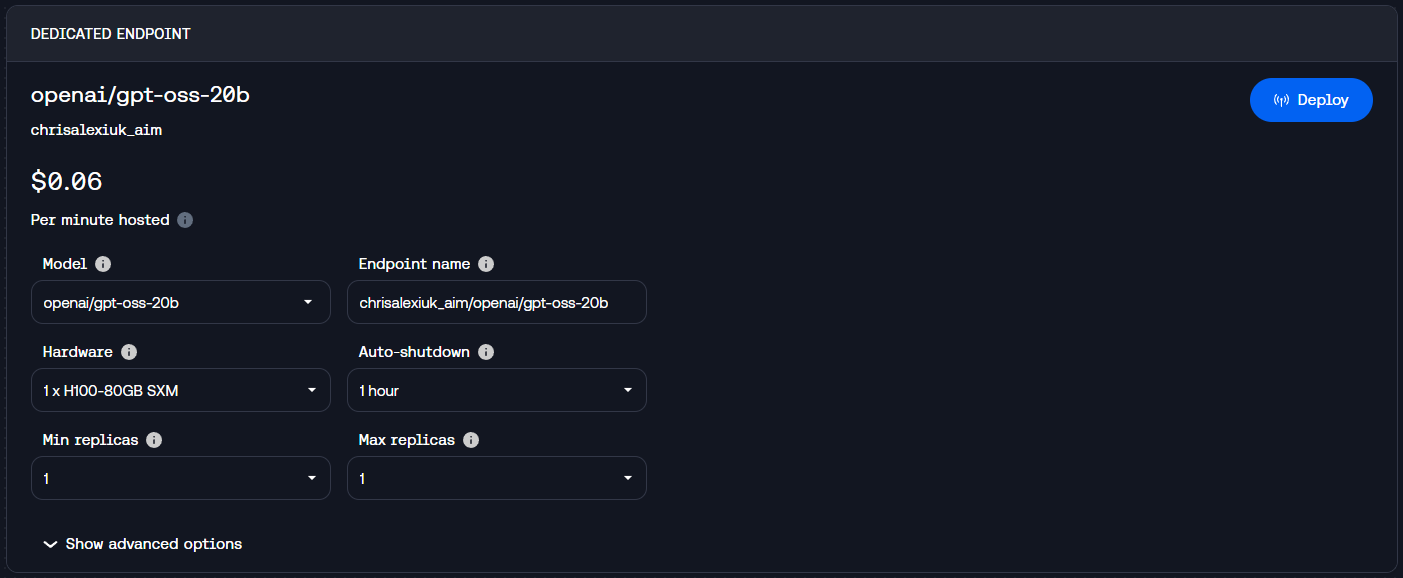 DEDICATED ENDPOINT
openai/gpt-oss-20b
Deploy
chrisalexiuk_aim
$0.06
Per minute hosted
Model
Endpoint name
openai/gpt-oss-20b
chrisalexiuk_aim/openai/gpt-oss-20b
Hardware
Auto-shutdown
1 x H100-80GB SXM
1 hour
Min replicas
Max replicas
1
1
Show advanced options